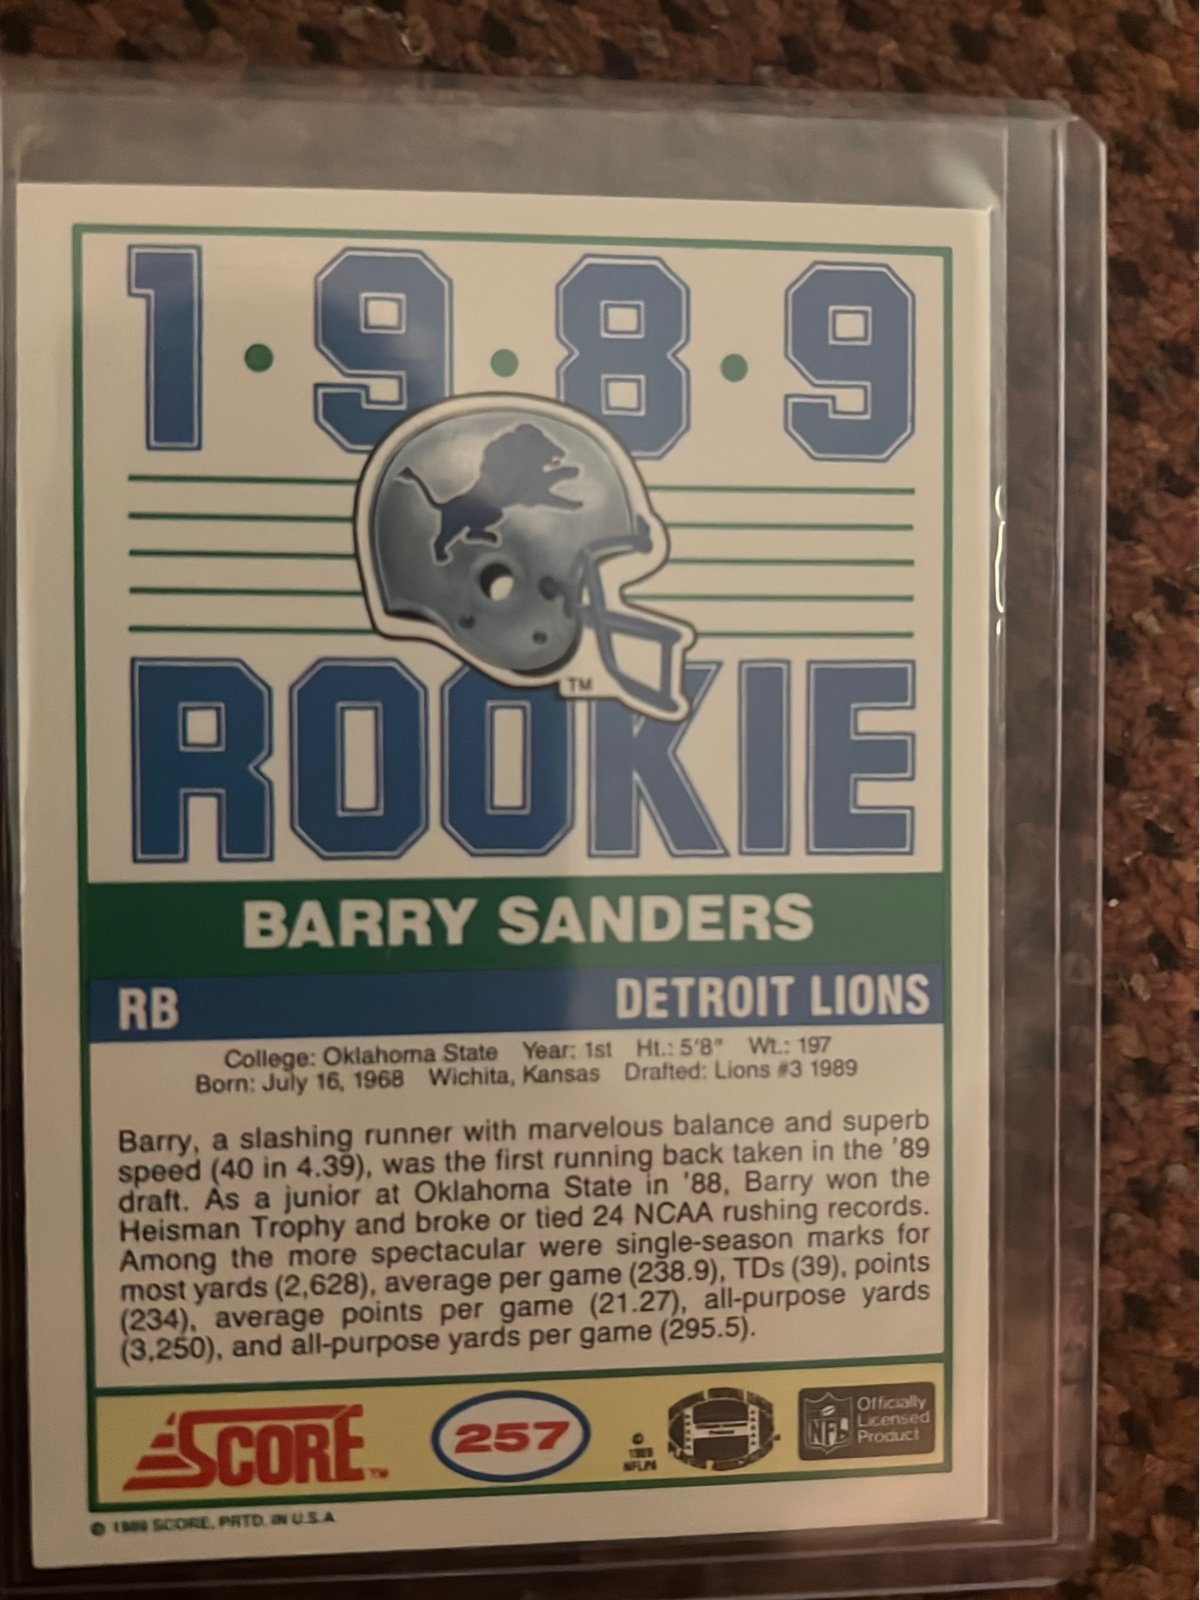 1•9•8•9
TM
ROOKIE
BARRY SANDERS
RB DETROIT LIONS
College: Oklahoma State Year: 1st Ht.: 5'8" Wt.: 197
Born: July 16, 1968 Wichita, Kansas Drafted: Lions #3 1989
Barry, a slashing runner with marvelous balance and superb
speed (40 in 4.39), was the first running back taken in the '89
draft. As a junior at Oklahoma State in '88, Barry won the
Heisman Trophy and broke or tied 24 NCAA rushing records.
Among the more spectacular were single-season marks for
most yards (2,628), average per game (238.9), TDs (39), points
(234), average points per game (21.27), all-purpose yards
(3,250), and all-purpose yards per game (295.5).
SCORE™
257
©
1989
NFLPA
NFL
Officially
Licensed
Product
© 1989 SCORE, PRTD. IN U.S.A